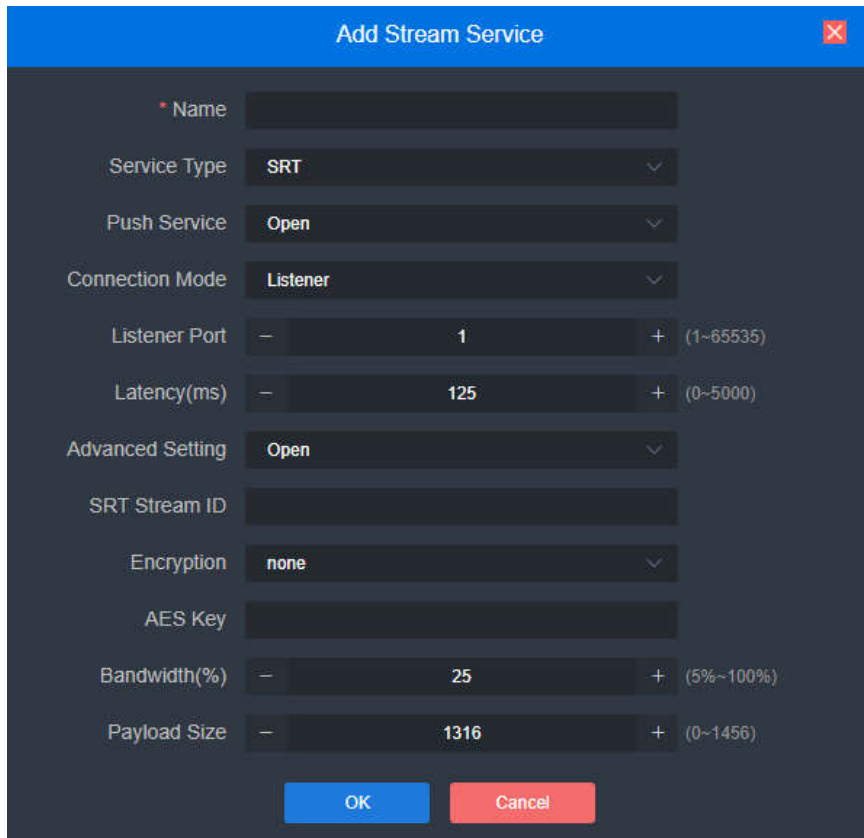 Add Stream Service
* Name
Service Type SRT
Push Service Open
Connection Mode Listener
Listener Port − 1 + (1~65535)
Latency(ms) − 125 + (0~5000)
Advanced Setting Open
SRT Stream ID
Encryption none
AES Key
Bandwidth(%) − 25 + (5%~100%)
Payload Size − 1316 + (0~1456)
OK Cancel